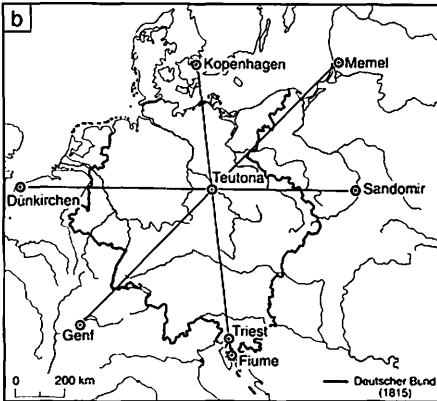 b
Kopenhagen
Memel
Teutona
Dünkirchen
Sandomir
Genf
Triest
Fiume
0 200 km
Deutscher Bund
(1815)